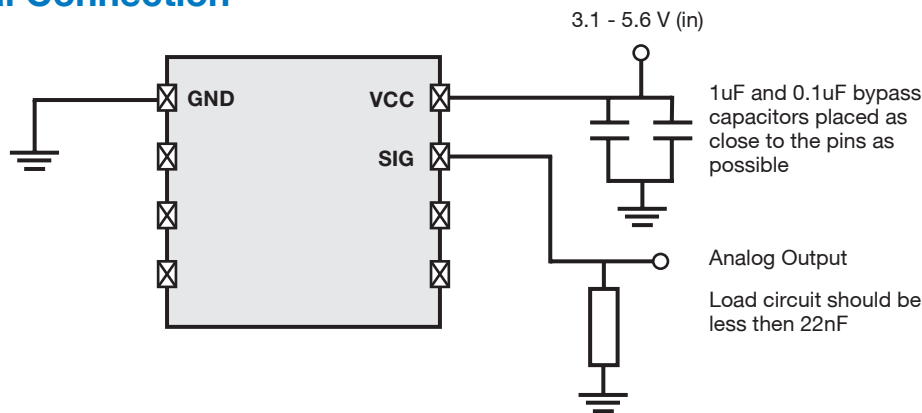 Connection
3.1 - 5.6 V (in)
GND
VCC
SIG
1uF and 0.1uF bypass
capacitors placed as
close to the pins as
possible
Analog Output
Load circuit should be
less then 22nF